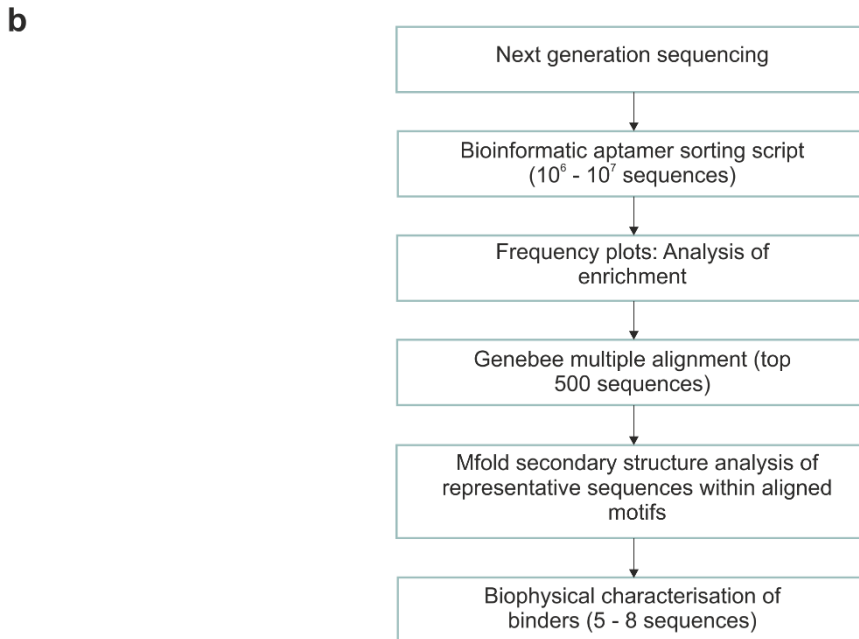 b
Next generation sequencing
Bioinformatic aptamer sorting script
(10⁶ - 10⁷ sequences)
Frequency plots: Analysis of
enrichment
Genebee multiple alignment (top
500 sequences)
Mfold secondary structure analysis of
representative sequences within aligned
motifs
Biophysical characterisation of
binders (5 - 8 sequences)